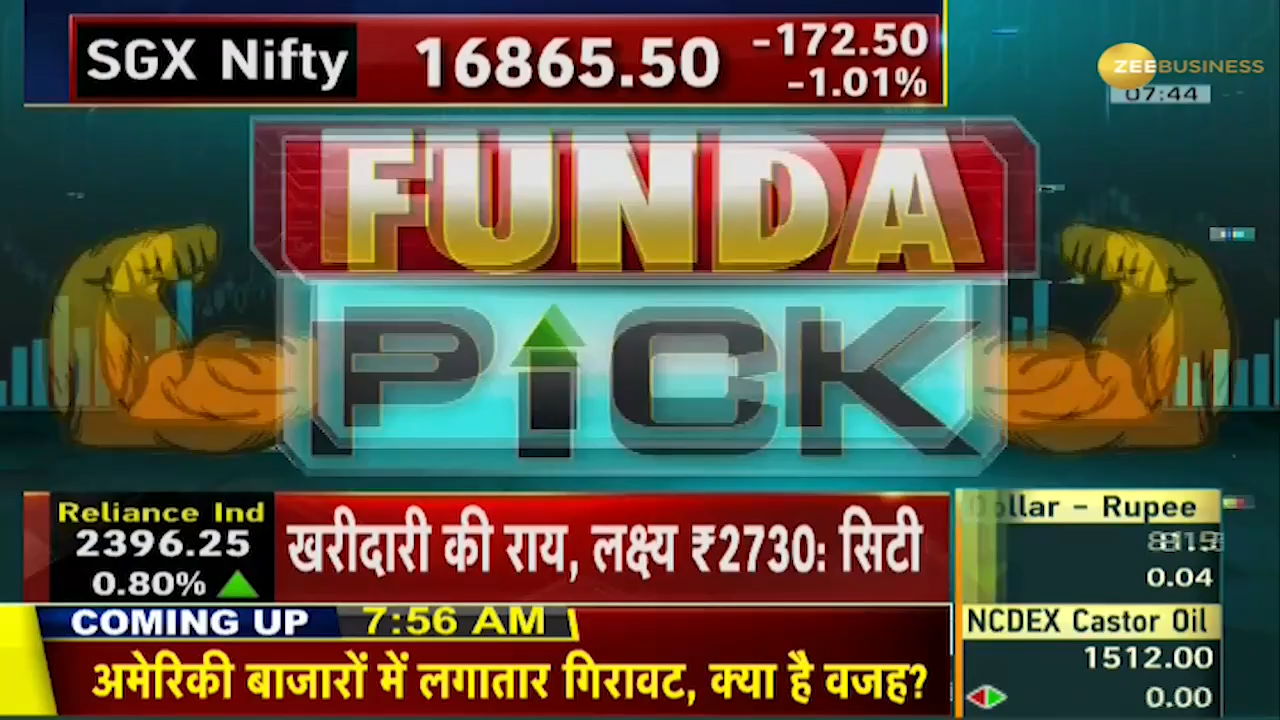 SGX Nifty 16865.50 -172.50
-1.01%
ZEEBUSINESS
07:44
FUNDA
PICK
Reliance Ind
2396.25
0.80%
खरीदारी की राय, लक्ष्य ₹2730: सिटी
Dollar - Rupee
0.04
COMING UP 7:56 AM
अमेरिकी बाजारों में लगातार गिरावट, क्या है वजह?
NCDEX Castor Oil
1512.00
0.00